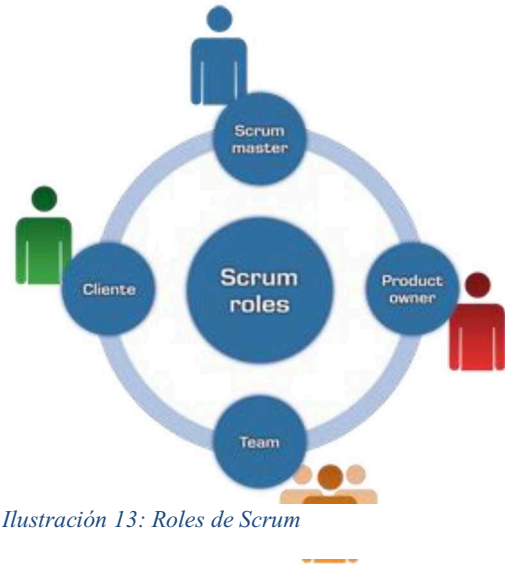 Scrum
master
Cliente
Scrum
roles
Product
owner
Team
Ilustración 13: Roles de Scrum